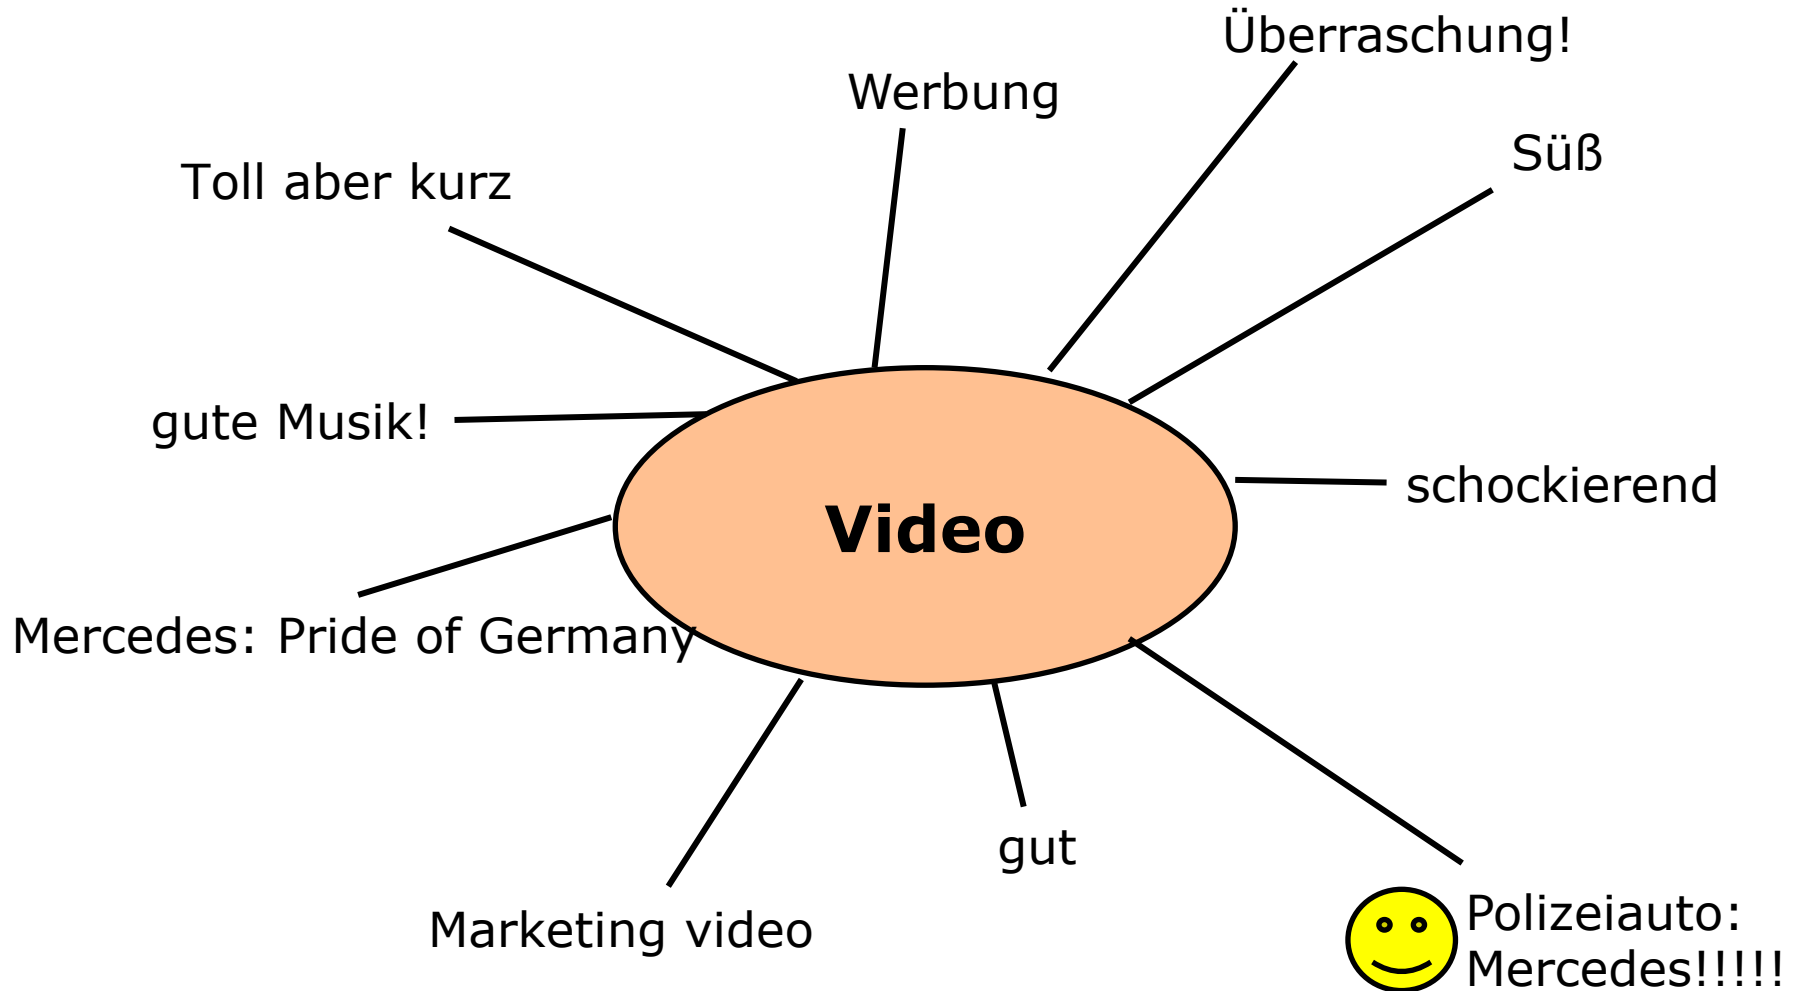 Überraschung!
Werbung
Süß
Toll aber kurz
gute Musik!
schockierend
Video
Mercedes: Pride of Germany
gut
Marketing video
Polizeiauto:
Mercedes!!!!!